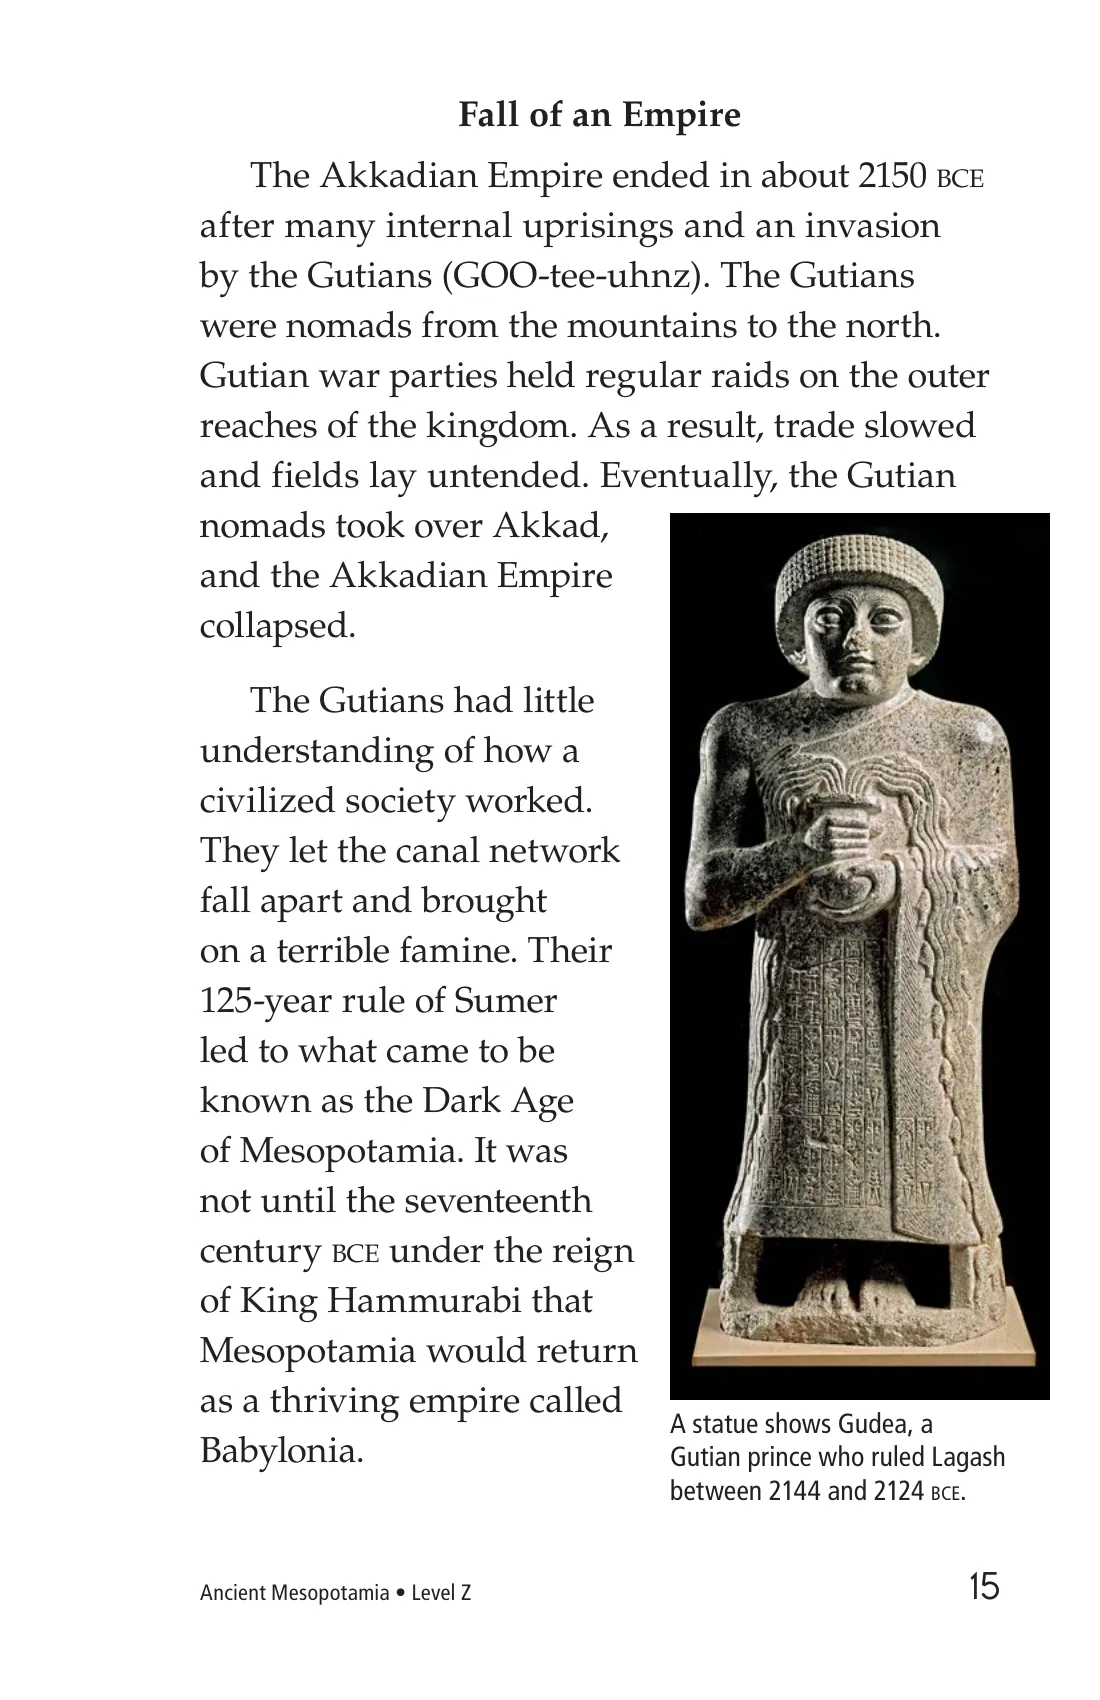 Fall of an Empire
The Akkadian Empire ended in about 2150 BCE
after many internal uprisings and an invasion
by the Gutians (GOO-tee-uhnz). The Gutians
were nomads from the mountains to the north.
Gutian war parties held regular raids on the outer
reaches of the kingdom. As a result, trade slowed
and fields lay untended. Eventually, the Gutian
nomads took over Akkad,
and the Akkadian Empire
collapsed.
The Gutians had little
understanding of how a
civilized society worked.
They let the canal network
fall apart and brought
on a terrible famine. Their
125-year rule of Sumer
led to what came to be
known as the Dark Age
of Mesopotamia. It was
not until the seventeenth
century BCE under the reign
of King Hammurabi that
Mesopotamia would return
as a thriving empire called
Babylonia.
A statue shows Gudea, a
Gutian prince who ruled Lagash
between 2144 and 2124 BCE.
Ancient Mesopotamia • Level Z
15